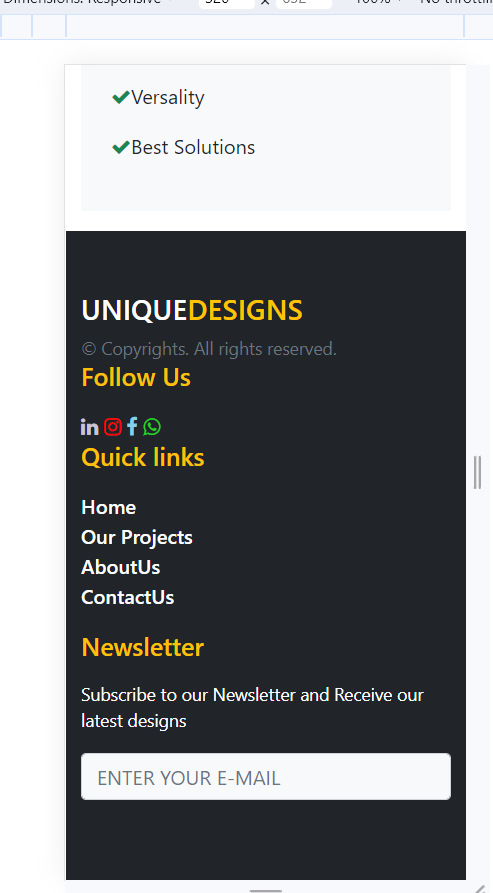 Dimensions: Responsive
320 × 652 100% No throttling
Versality
Best Solutions
UNIQUEDESIGNS
© Copyrights. All rights reserved.
Follow Us
Quick links
Home
Our Projects
AboutUs
ContactUs
Newsletter
Subscribe to our Newsletter and Receive our
latest designs
ENTER YOUR E-MAIL